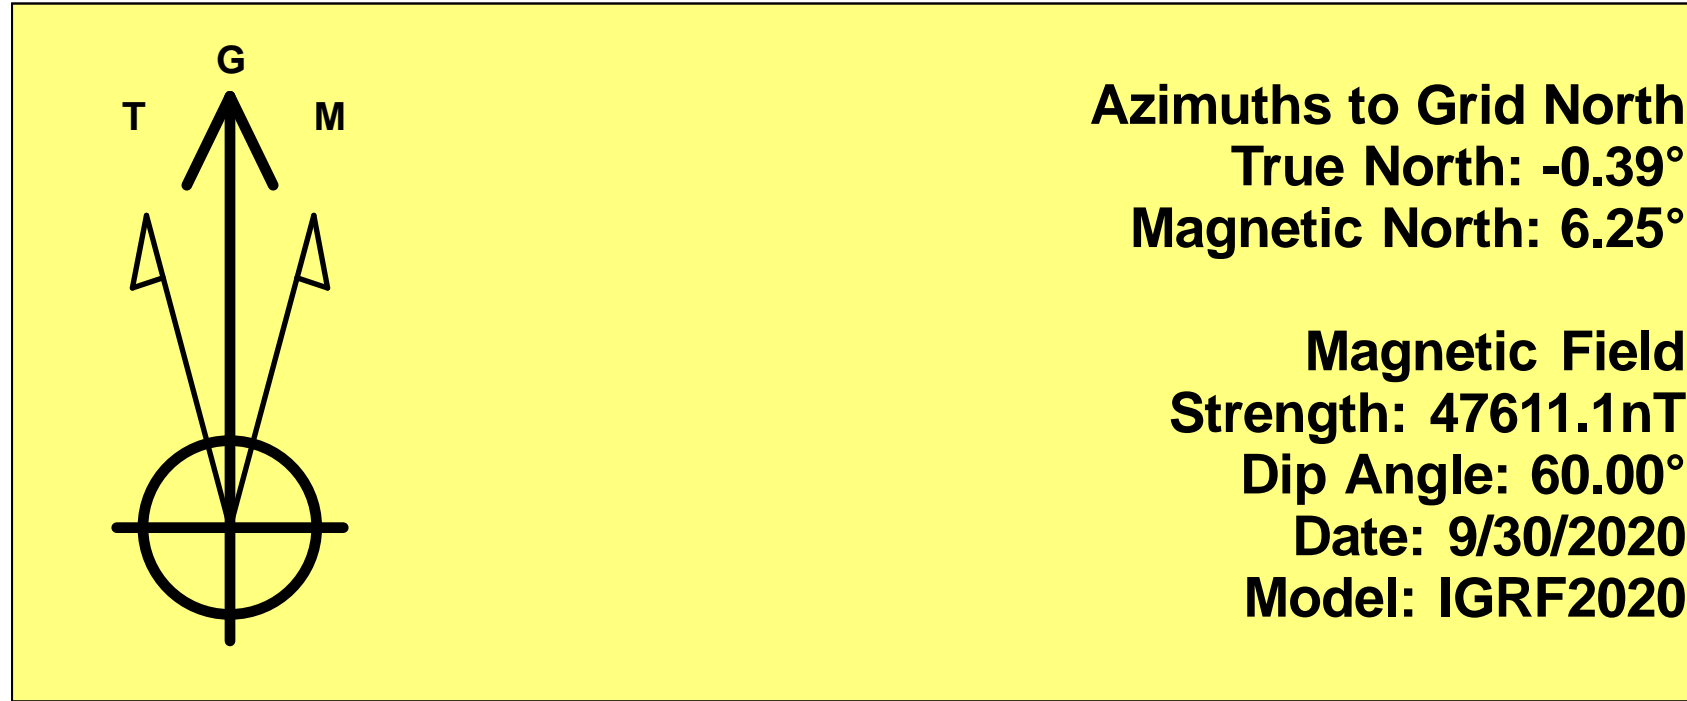 G
T M
Azimuths to Grid North
True North: -0.39°
Magnetic North: 6.25°
Magnetic Field
Strength: 47611.1nT
Dip Angle: 60.00°
Date: 9/30/2020
Model: IGRF2020